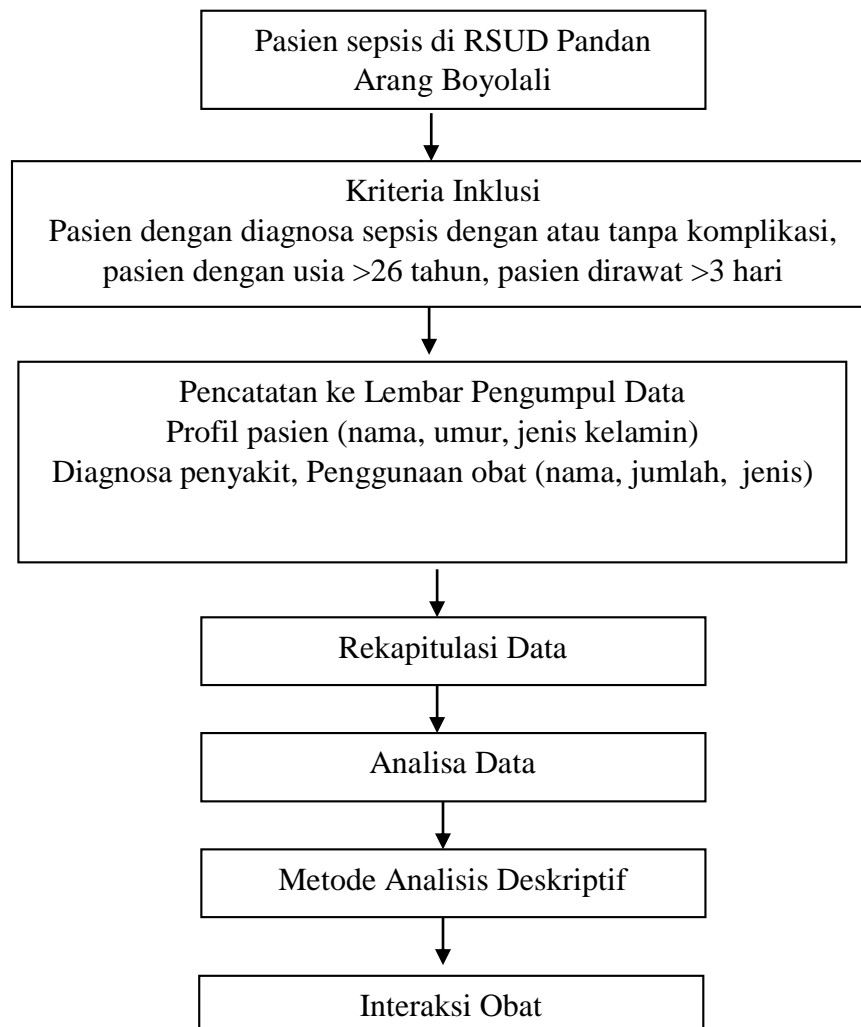 Pasien sepsis di RSUD Pandan
Arang Boyolali
Kriteria Inklusi
Pasien dengan diagnosa sepsis dengan atau tanpa komplikasi,
pasien dengan usia >26 tahun, pasien dirawat >3 hari
Pencatatan ke Lembar Pengumpul Data
Profil pasien (nama, umur, jenis kelamin)
Diagnosa penyakit, Penggunaan obat (nama, jumlah, jenis)
Rekapitulasi Data
Analisa Data
Metode Analisis Deskriptif
Interaksi Obat